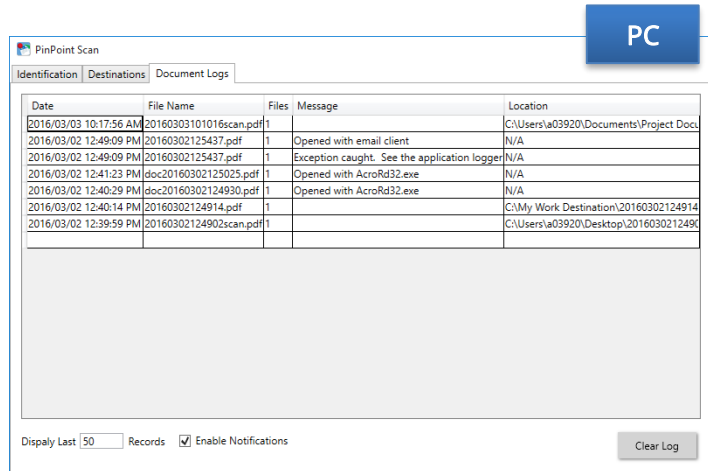 PC
PinPoint Scan
Identification Destinations Document Logs
Date File Name Files Message Location
2016/03/03 10:17:56 AM 20160303101016scan.pdf 1 C:\Users\a03920\Documents\Project Docu
2016/03/02 12:49:09 PM 20160302125437.pdf 1 Opened with email client N/A
2016/03/02 12:49:09 PM 20160302125437.pdf 1 Exception caught. See the application logger N/A
2016/03/02 12:41:23 PM doc20160302125025.pdf 1 Opened with AcroRd32.exe N/A
2016/03/02 12:40:29 PM doc20160302124930.pdf 1 Opened with AcroRd32.exe N/A
2016/03/02 12:40:14 PM 20160302124914.pdf 1 C:\My Work Destination\20160302124914
2016/03/02 12:39:59 PM 20160302124902scan.pdf 1 C:\Users\a03920\Desktop\2016030212490
Dispaly Last 50 Records Enable Notifications
Clear Log